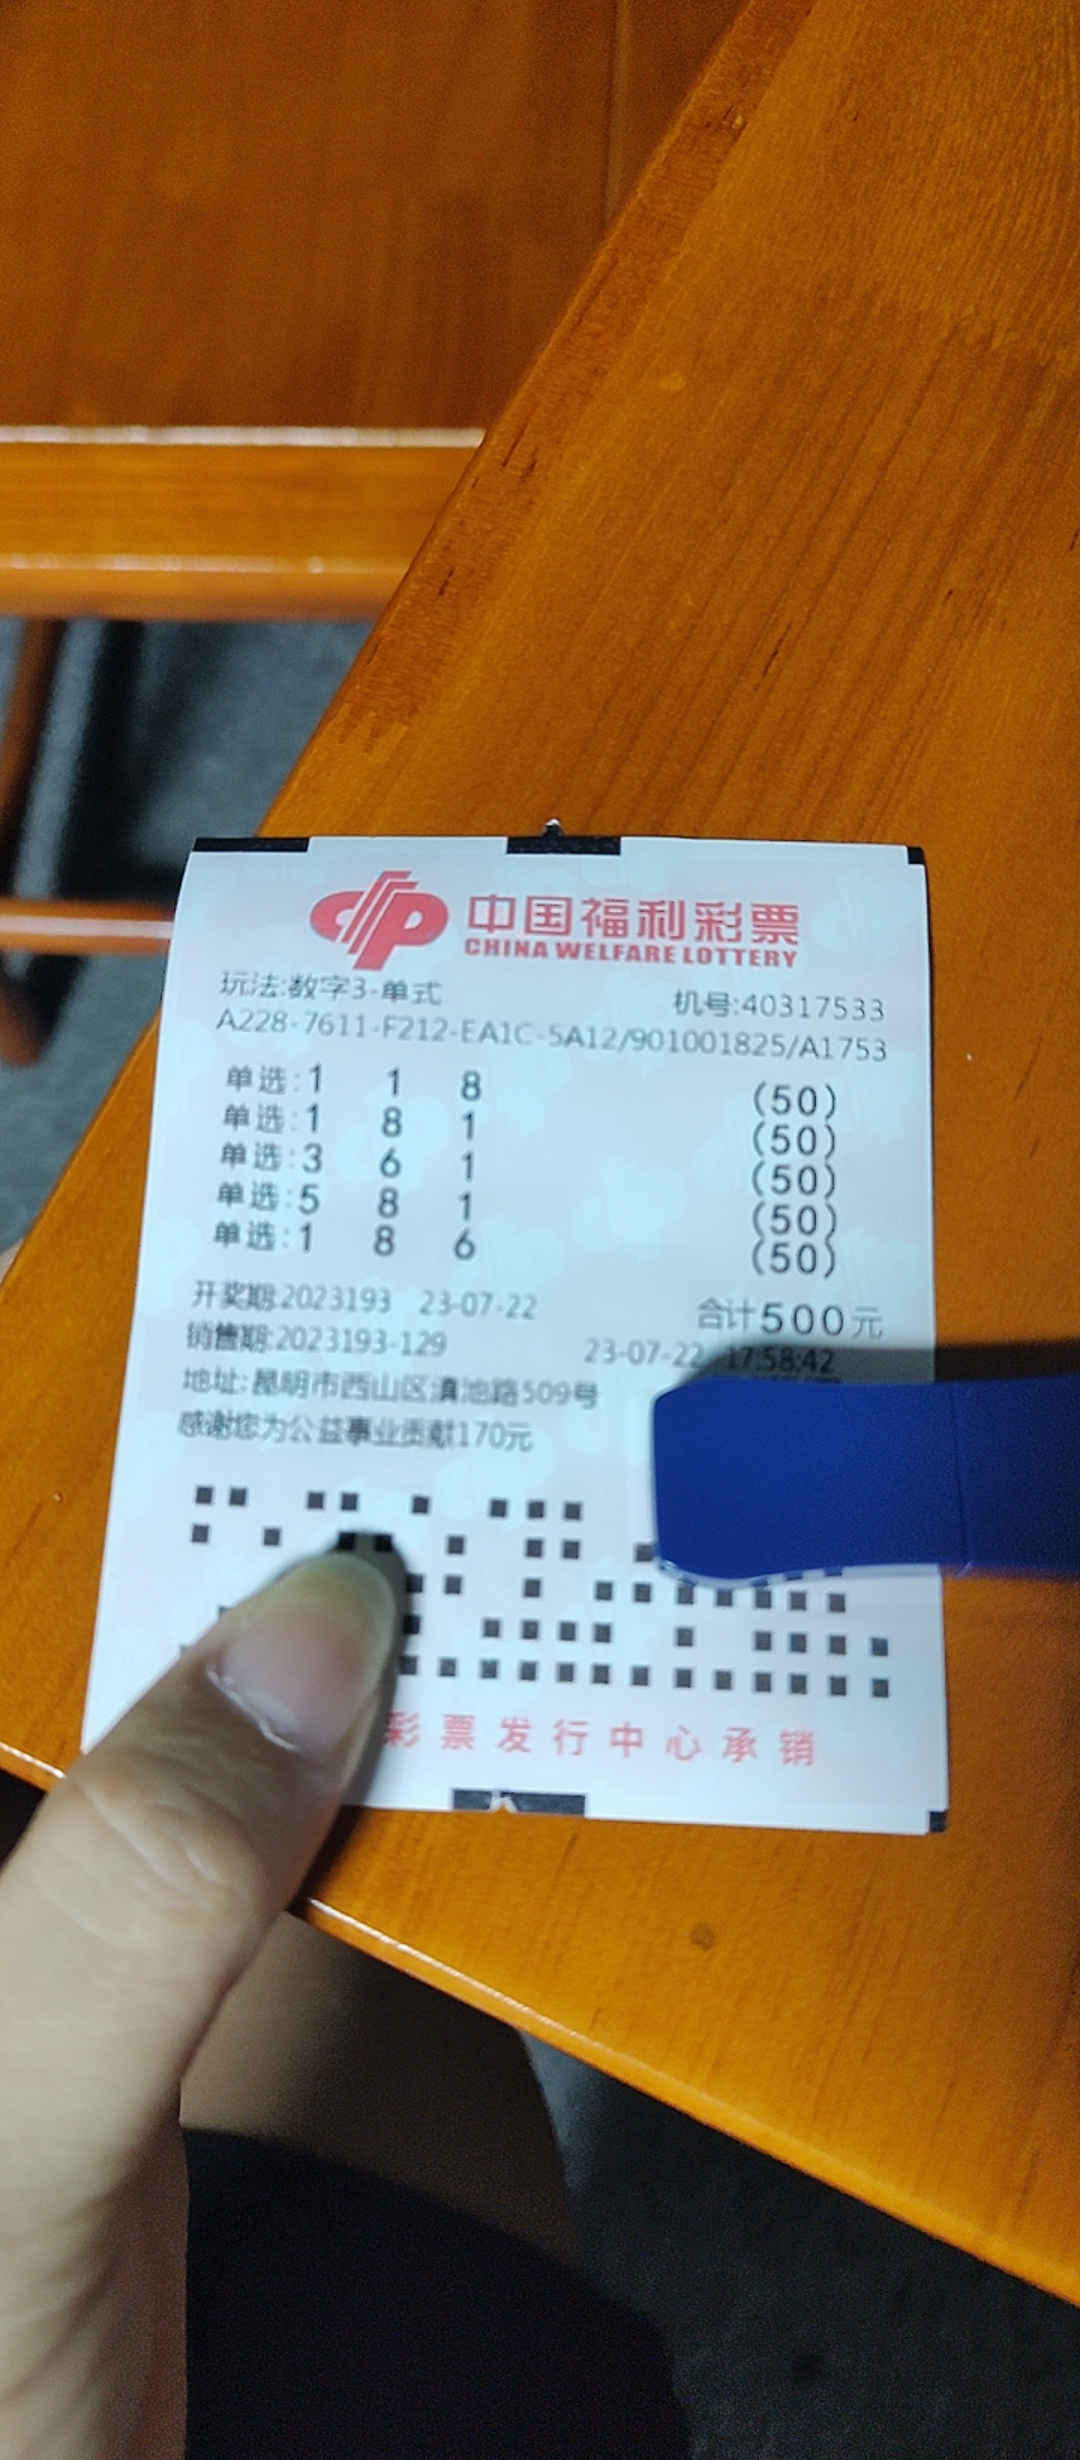 中国福利彩票
CHINA WELFARE LOTTERY
玩法:数字3-单式 机号:40317533
A228-7611-F212-EA1C-5A12/901001825/A1753
单选:1 1 8 (50)
单选:1 8 1 (50)
单选:3 6 1 (50)
单选:5 8 1 (50)
单选:1 8 6 (50)
开奖期:2023193 23-07-22 合计500元
销售期:2023193-129 23-07-22 17:58:42
地址:昆明市西山区滇池路509号
感谢您为公益事业贡献170元
彩票发行中心承销